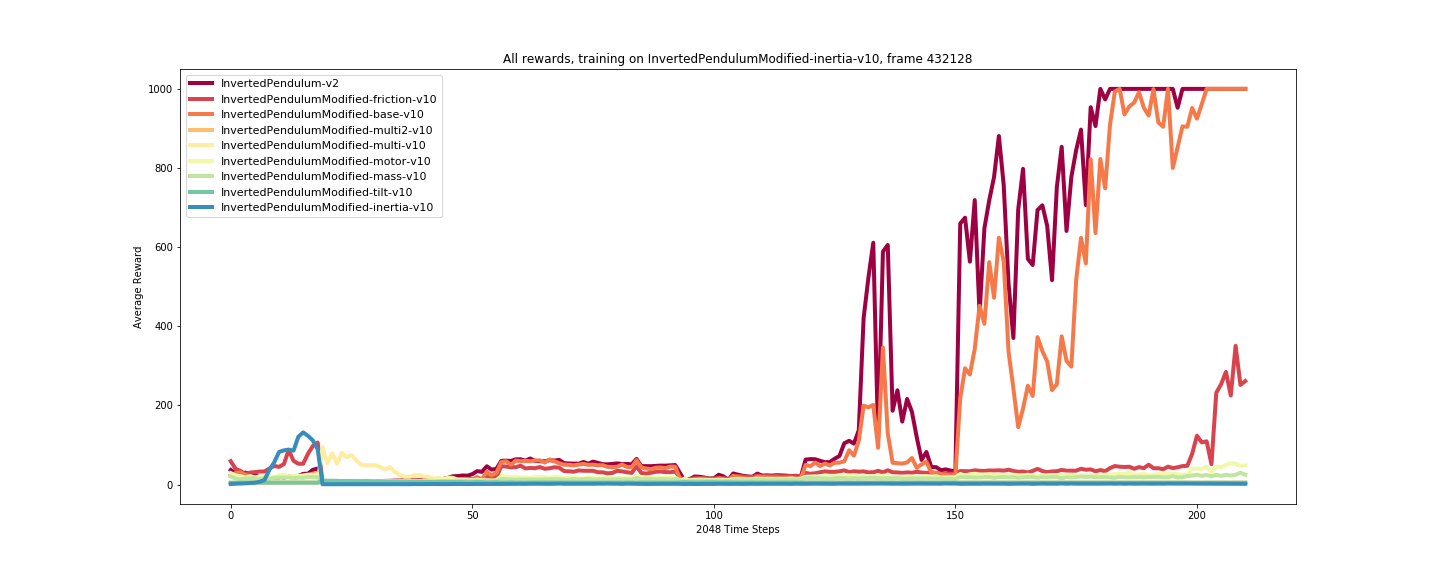 All rewards, training on InvertedPendulumModified-inertia-v10, frame 432128
InvertedPendulum-v2
InvertedPendulumModified-friction-v10
InvertedPendulumModified-base-v10
InvertedPendulumModified-multi2-v10
InvertedPendulumModified-multi-v10
InvertedPendulumModified-motor-v10
InvertedPendulumModified-mass-v10
InvertedPendulumModified-tilt-v10
InvertedPendulumModified-inertia-v10
1000
800
600
400
200
0
Average Reward
0 50 100 150 200
2048 Time Steps